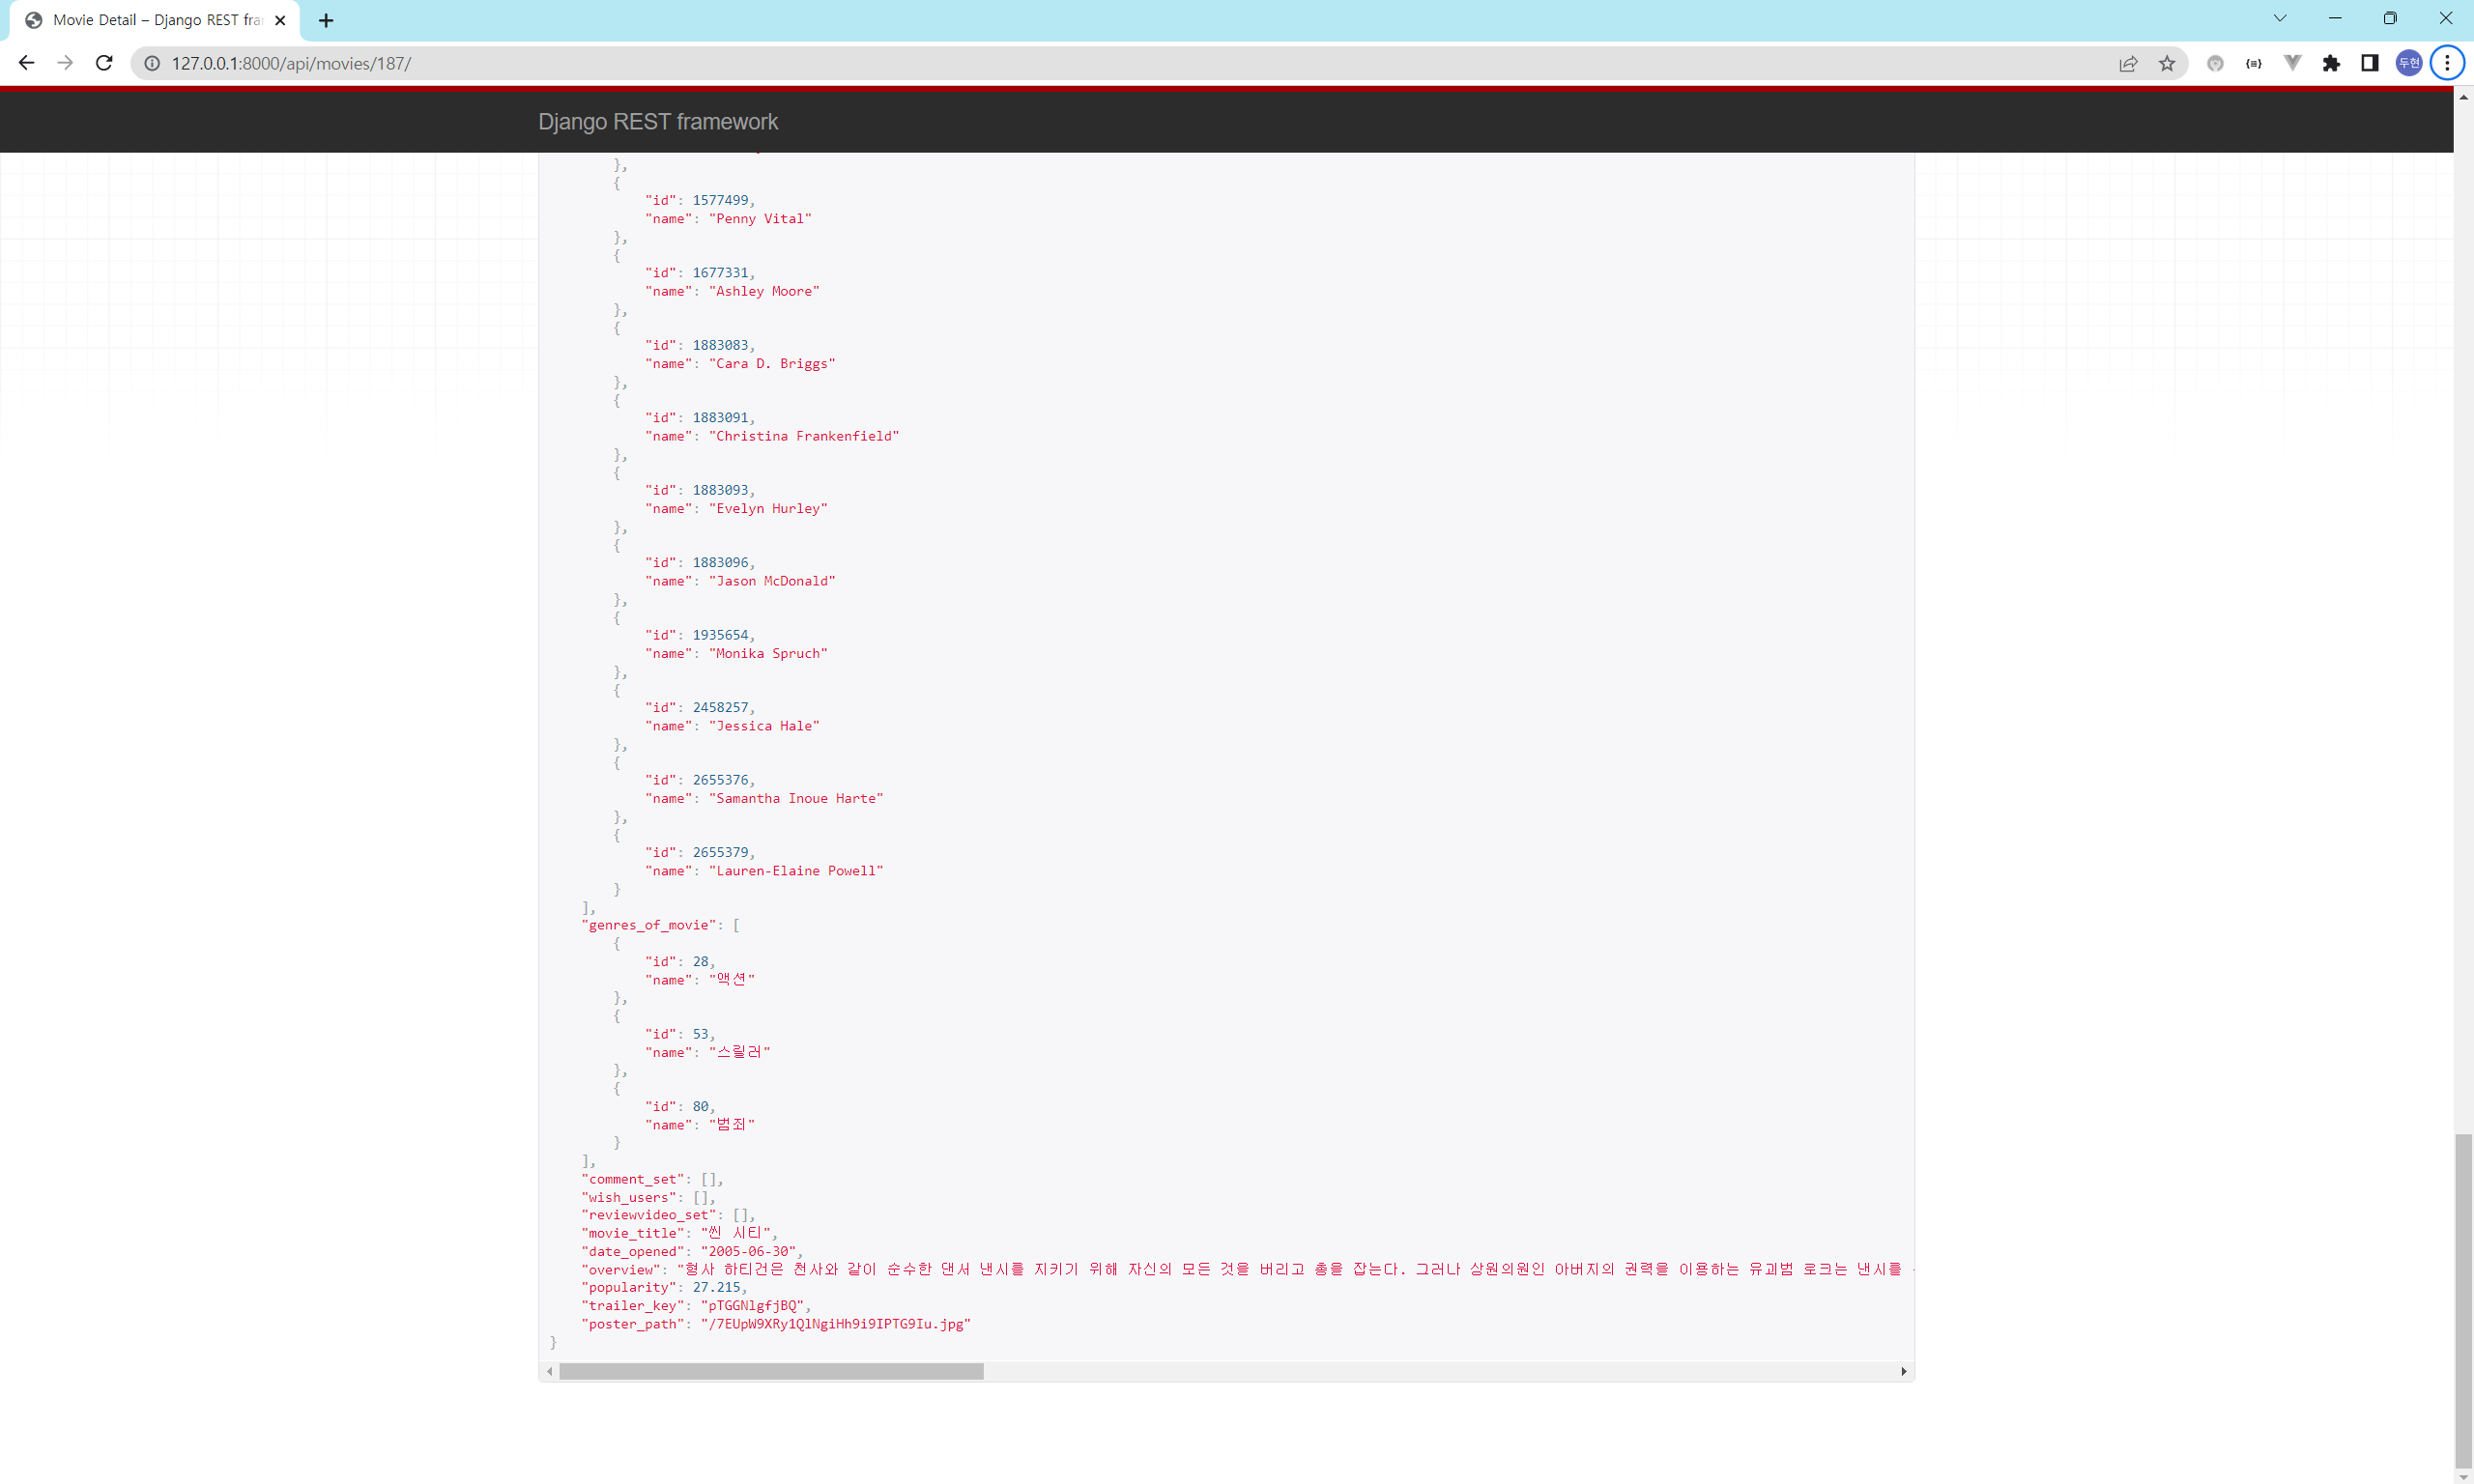 Movie Detail – Django REST fra
127.0.0.1:8000/api/movies/187/
두현
Django REST framework
},
{
"id": 1577499,
"name": "Penny Vital"
},
{
"id": 1677331,
"name": "Ashley Moore"
},
{
"id": 1883083,
"name": "Cara D. Briggs"
},
{
"id": 1883091,
"name": "Christina Frankenfield"
},
{
"id": 1883093,
"name": "Evelyn Hurley"
},
{
"id": 1883096,
"name": "Jason McDonald"
},
{
"id": 1935654,
"name": "Monika Spruch"
},
{
"id": 2458257,
"name": "Jessica Hale"
},
{
"id": 2655376,
"name": "Samantha Inoue Harte"
},
{
"id": 2655379,
"name": "Lauren-Elaine Powell"
}
],
"genres_of_movie": [
{
"id": 28,
"name": "액션"
},
{
"id": 53,
"name": "스릴러"
},
{
"id": 80,
"name": "범죄"
}
],
"comment_set": [],
"wish_users": [],
"reviewvideo_set": [],
"movie_title": "씬 시티",
"date_opened": "2005-06-30",
"overview": "형사 하티건은 천사와 같이 순수한 댄서 낸시를 지키기 위해 자신의 모든 것을 버리고 총을 잡는다. 그러나 상원의원인 아버지의 권력을 이용하는 유괴범 로크는 낸시를
"popularity": 27.215,
"trailer_key": "pTGGNlgfjBQ",
"poster_path": "/7EUpW9XRy1QlNgiHh9i9IPTG9Iu.jpg"
}